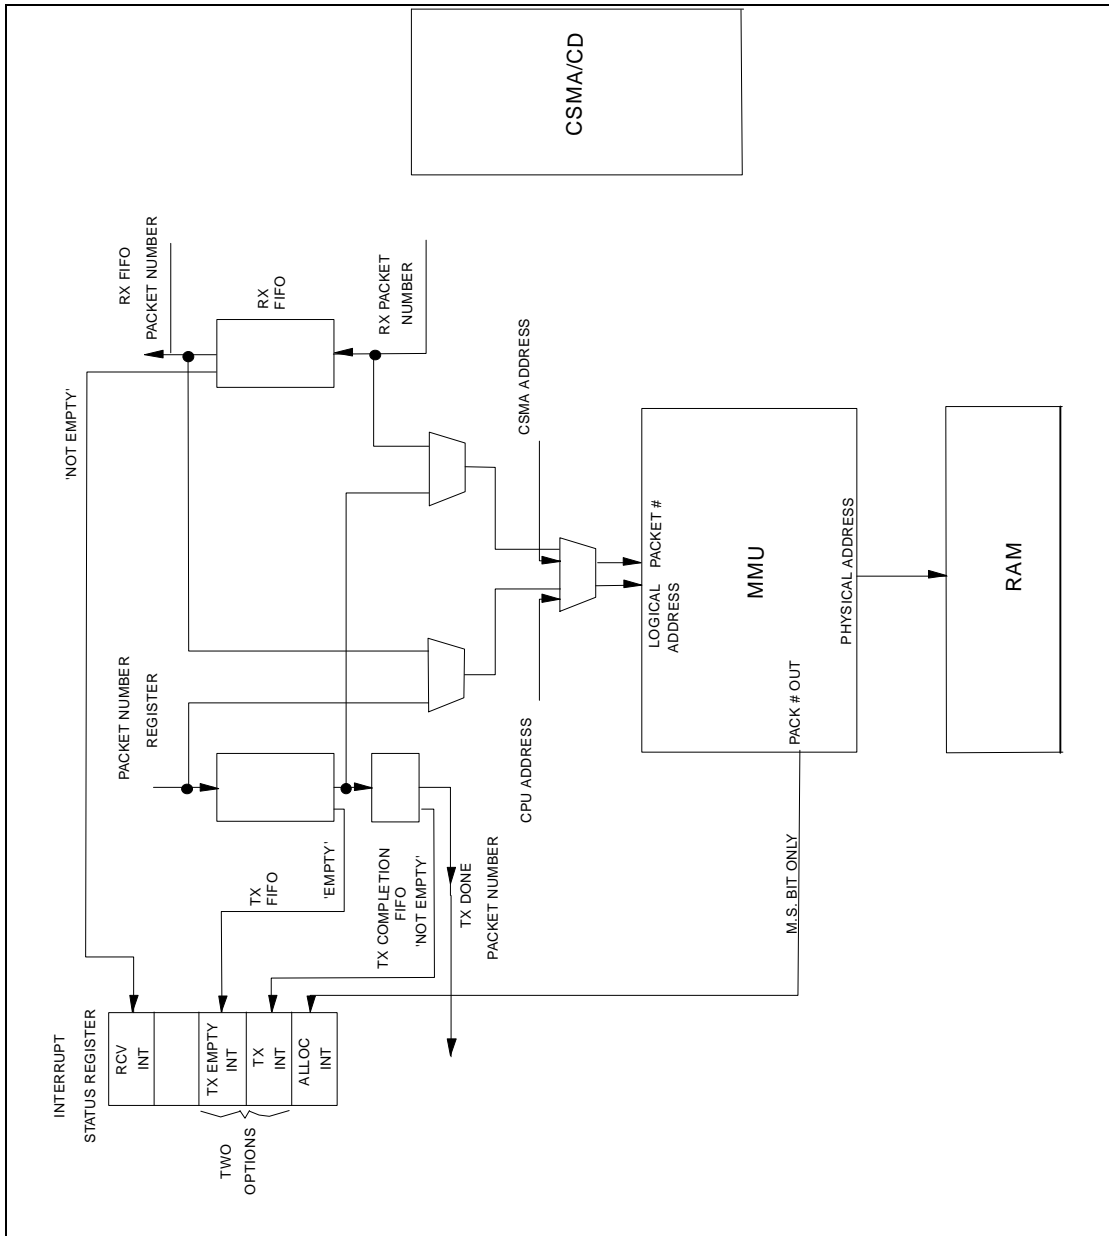 INTERRUPT
STATUS REGISTER
RCV
INT
TX EMPTY
INT
TX
INT
ALLOC
INT
TWO
OPTIONS
'NOT EMPTY'
TX
FIFO
'EMPTY'
TX COMPLETION
FIFO
'NOT EMPTY'
TX DONE
PACKET NUMBER
PACKET NUMBER
REGISTER
RX FIFO
PACKET NUMBER
RX
FIFO
RX PACKET
NUMBER
CSMA ADDRESS
CPU ADDRESS
M.S. BIT ONLY
LOGICAL
ADDRESS
PACKET #
MMU
PACK # OUT
PHYSICAL ADDRESS
RAM
CSMA/CD